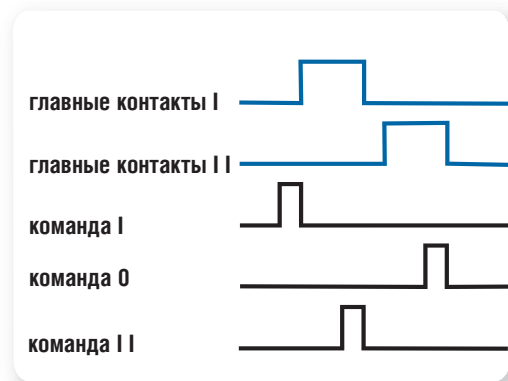 главные контакты I
главные контакты I I
команда I
команда 0
команда I I